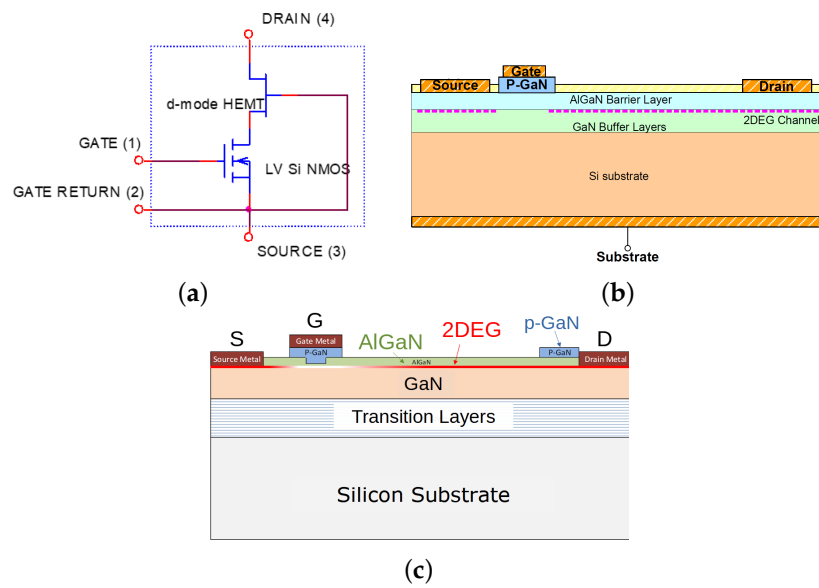 DRAIN (4)
d-mode HEMT
GATE (1)
LV Si NMOS
GATE RETURN (2)
SOURCE (3)
(a)
Gate
Source
P-GaN
Drain
AlGaN Barrier Layer
2DEG Channel
GaN Buffer Layers
Si substrate
Substrate
(b)
S
G
AlGaN
2DEG
p-GaN
D
Gate Metal
Source Metal
P-GaN
AlGaN
P-GaN
Drain Metal
GaN
Transition Layers
Silicon Substrate
(c)